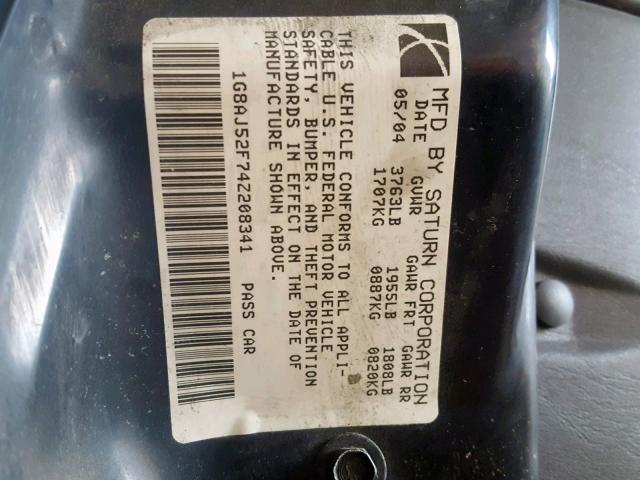 MFD BY SATURN CORPORATION
DATE GVWR GAWR FRT GAWR RR
05/04 3763LB 1955LB 1808LB
1707KG 0887KG 0820KG
THIS VEHICLE CONFORMS TO ALL APPLI-
CABLE U.S. FEDERAL MOTOR VEHICLE
SAFETY, BUMPER, AND THEFT PREVENTION
STANDARDS IN EFFECT ON THE DATE OF
MANUFACTURE SHOWN ABOVE.
1G8AJ52F74Z208341 PASS CAR